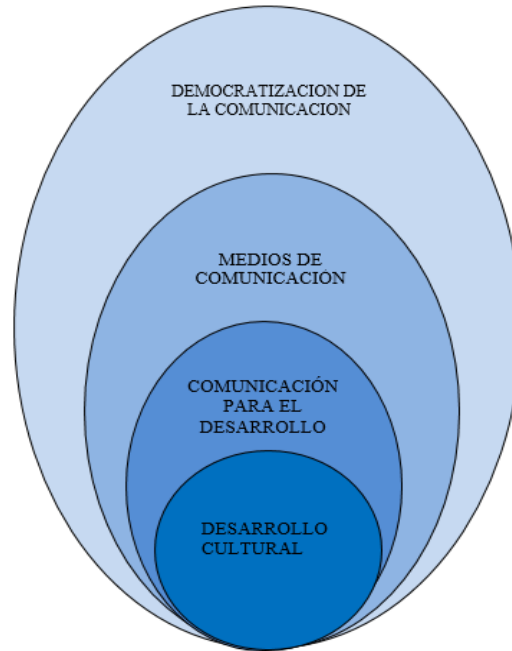 DEMOCRATIZACION DE
LA COMUNICACION
MEDIOS DE
COMUNICACIÓN
COMUNICACIÓN
PARA EL
DESARROLLO
DESARROLLO
CULTURAL